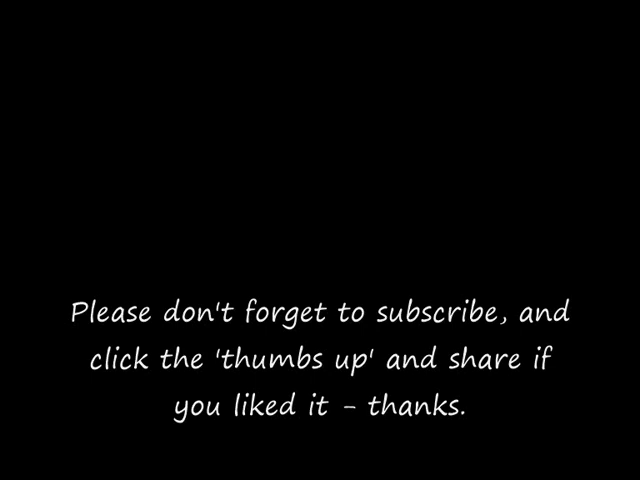 Please don't forget to subscribe, and
click the 'thumbs up' and share if
you liked it - thanks.